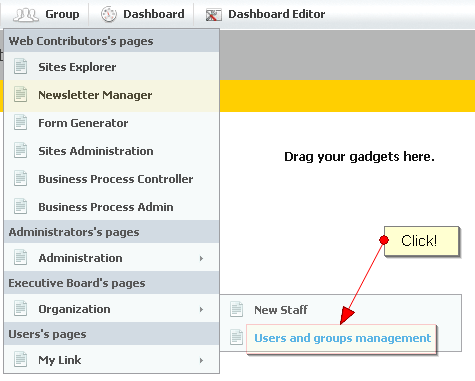 Group Dashboard Dashboard Editor
Web Contributors's pages
Sites Explorer
Newsletter Manager
Form Generator
Sites Administration
Business Process Controller
Business Process Admin
Administrators's pages
Administration
Executive Board's pages
Organization
Users's pages
My Link
Drag your gadgets here.
Click!
New Staff
Users and groups management